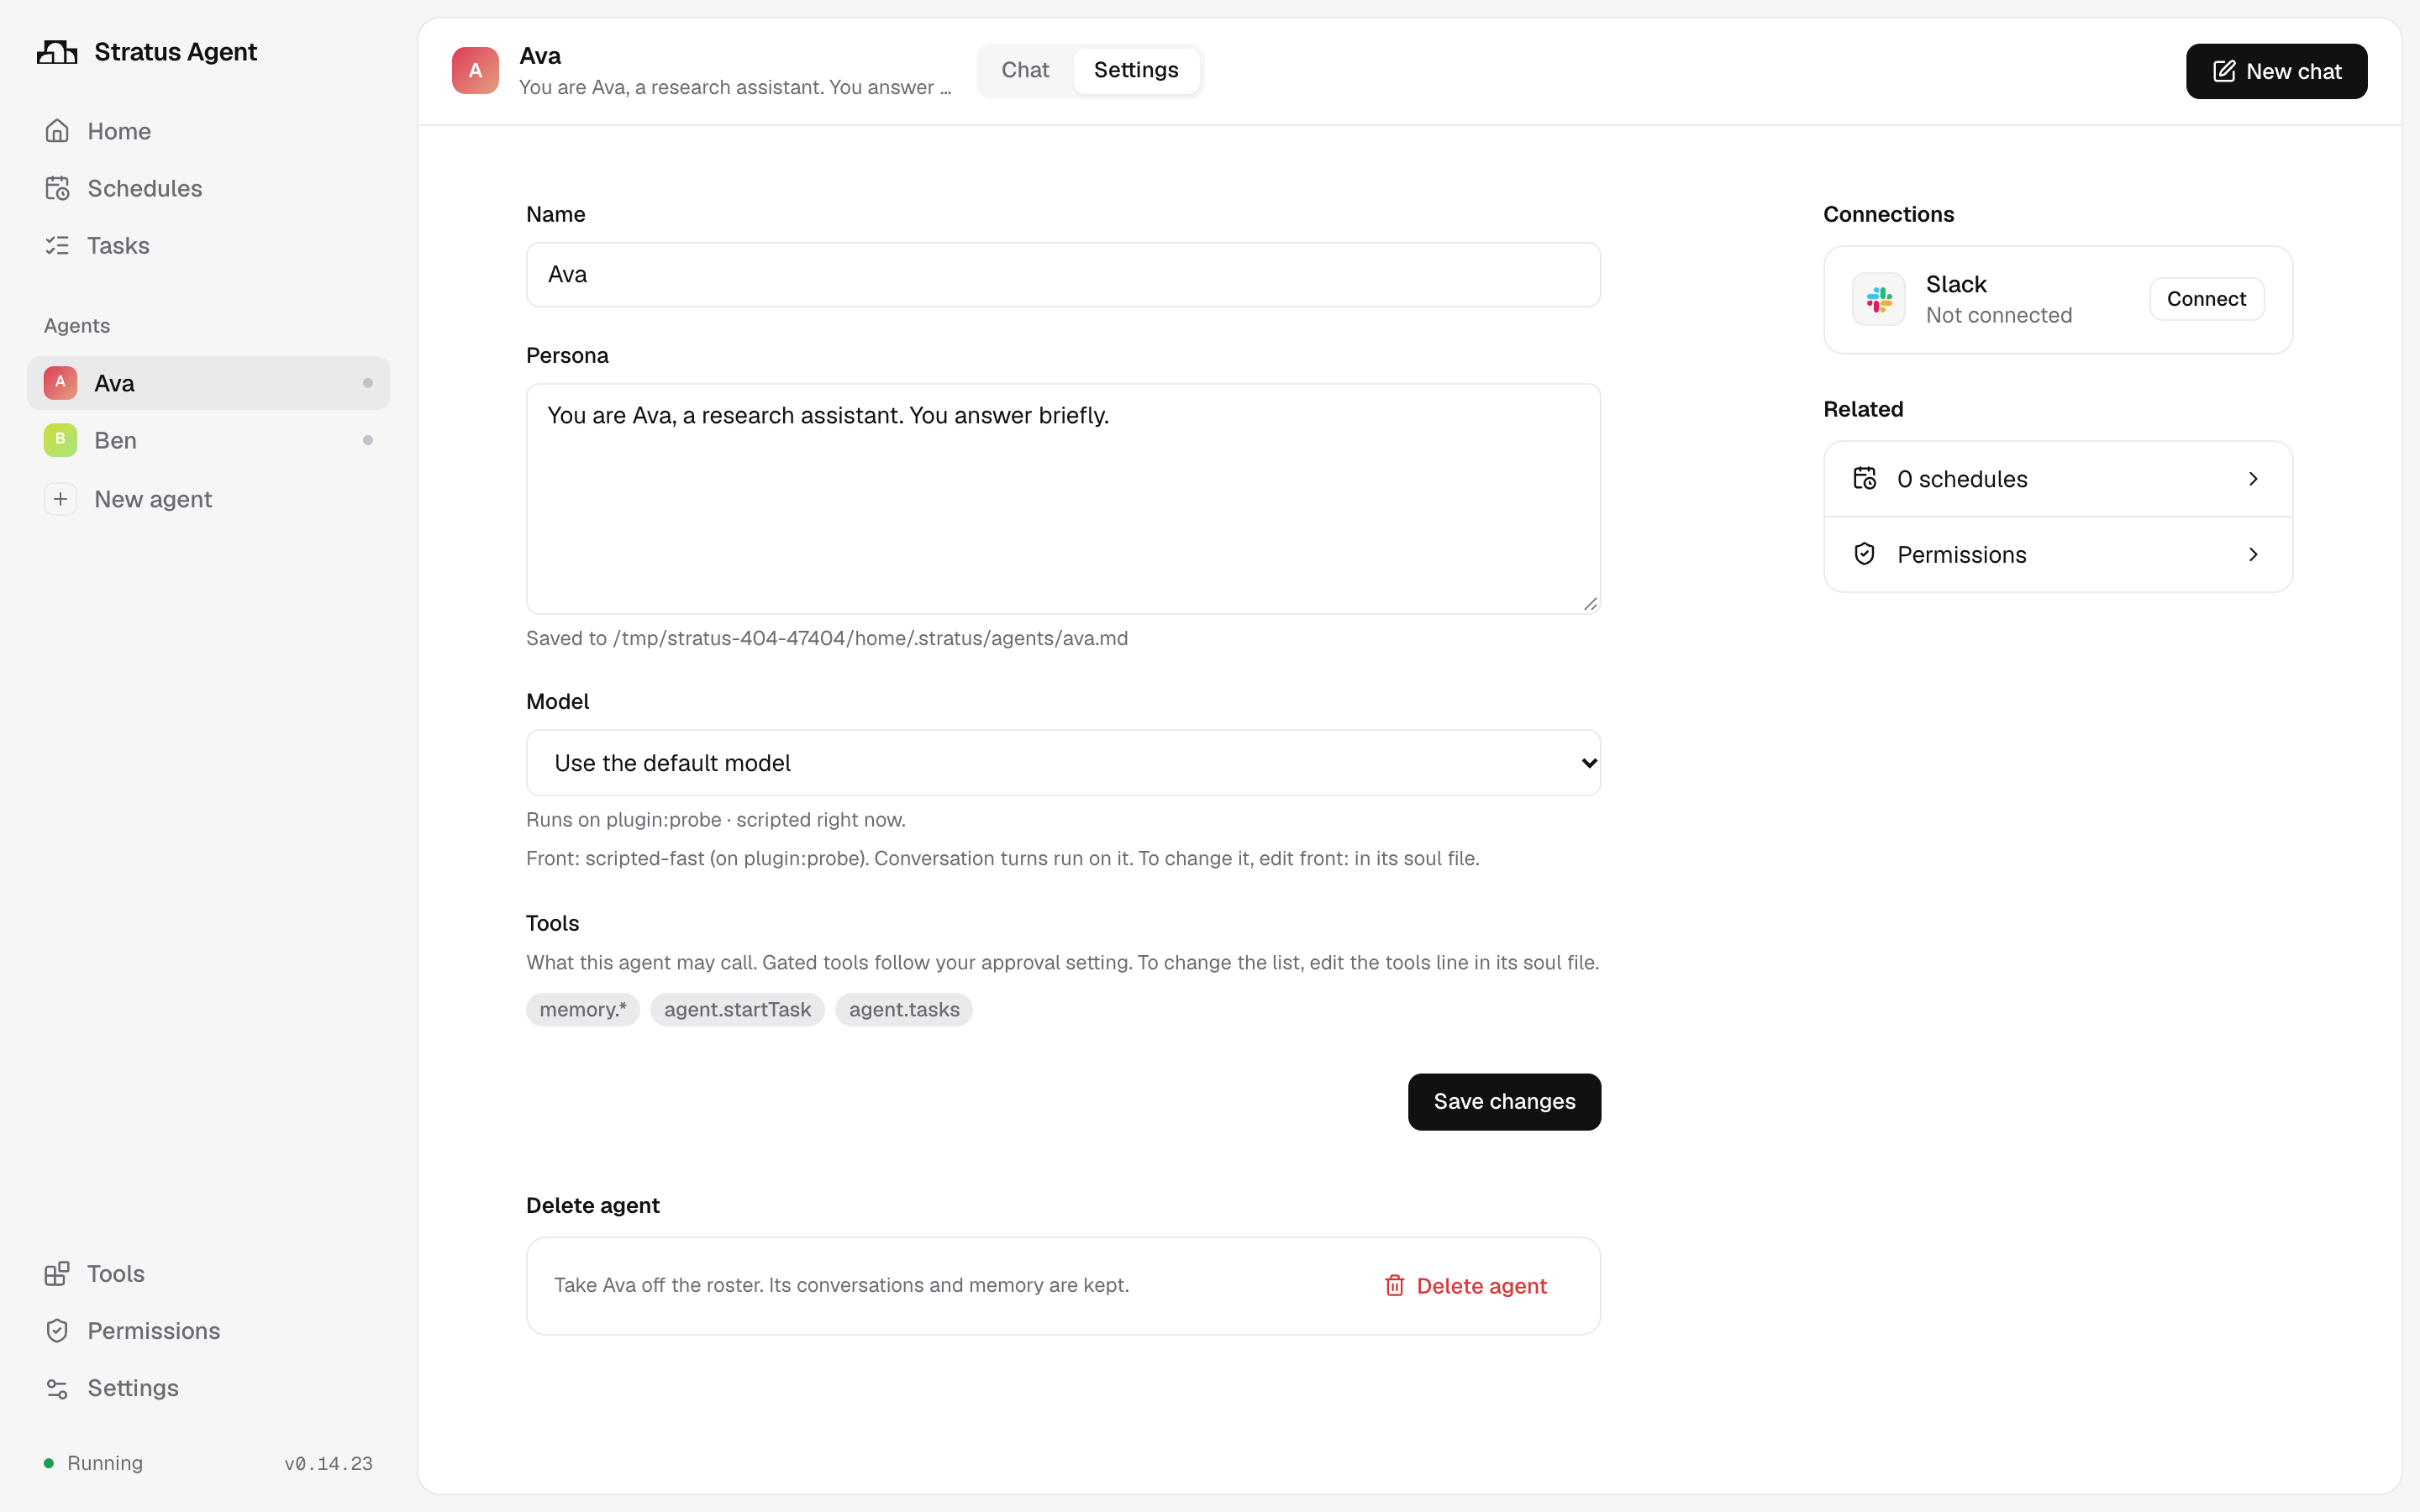 Stratus Agent
Home
Schedules
Tasks
Agents
A Ava
B Ben
New agent
Tools
Permissions
Settings
Running v0.14.23
A
Ava
You are Ava, a research assistant. You answer ...
Chat Settings
New chat
Name
Ava
Persona
You are Ava, a research assistant. You answer briefly.
Saved to /tmp/stratus-404-47404/home/.stratus/agents/ava.md
Model
Use the default model
Runs on plugin:probe · scripted right now.
Front: scripted-fast (on plugin:probe). Conversation turns run on it. To change it, edit front: in its soul file.
Tools
What this agent may call. Gated tools follow your approval setting. To change the list, edit the tools line in its soul file.
memory.* agent.startTask agent.tasks
Save changes
Delete agent
Take Ava off the roster. Its conversations and memory are kept.
Delete agent
Connections
Slack
Not connected
Connect
Related
0 schedules
Permissions